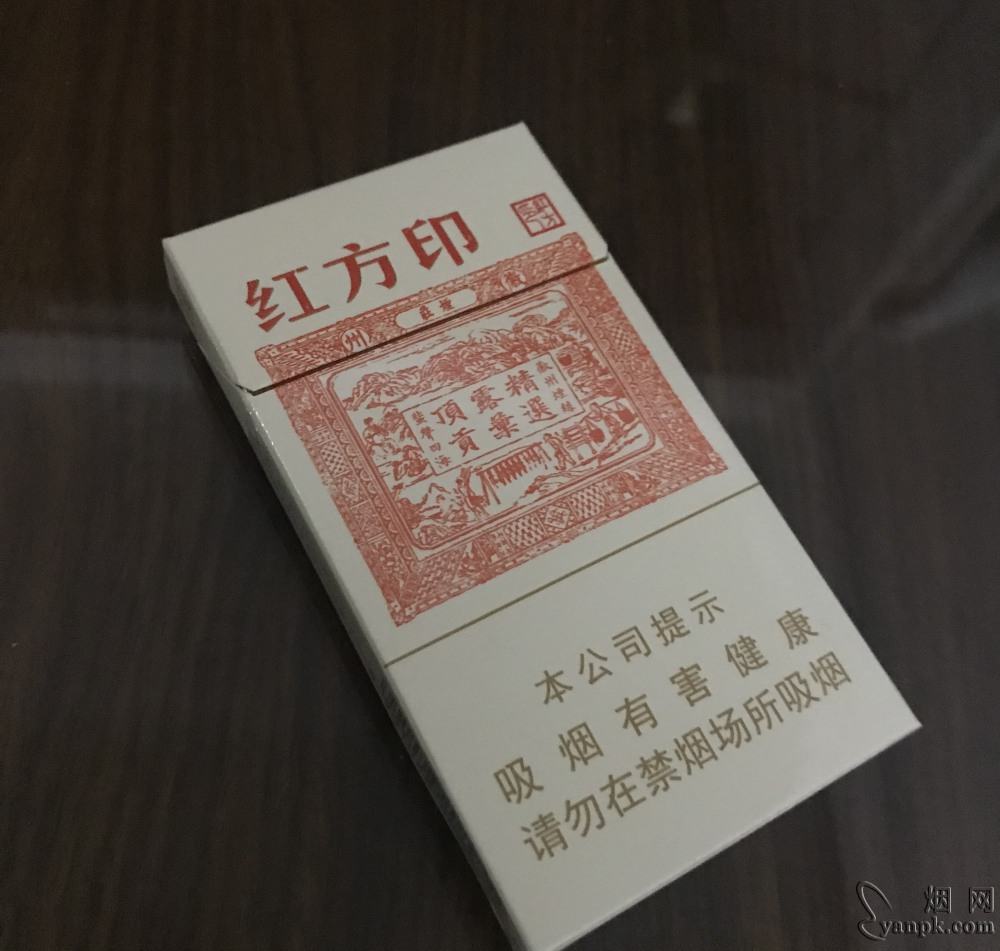 红方印
精選
露葉
頂貢
本公司提示
吸烟有害健康
请勿在禁烟场所吸烟
烟网
yanpk.com